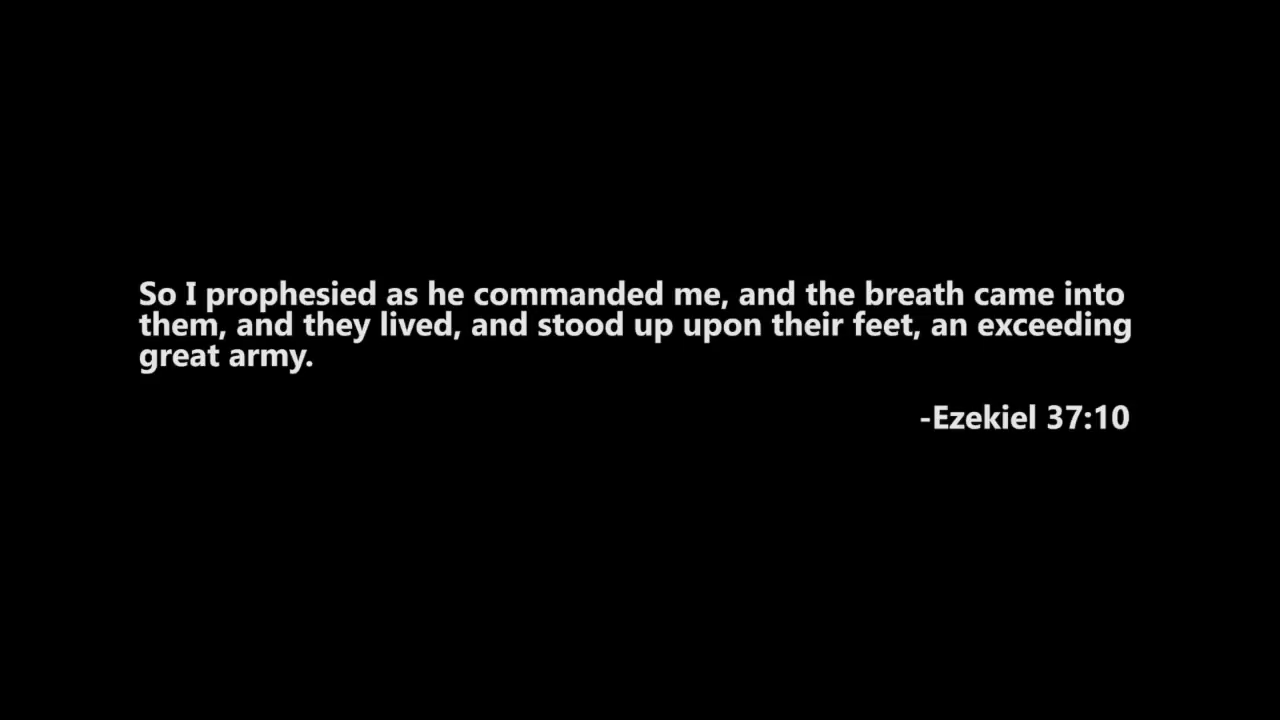 So I prophesied as he commanded me, and the breath came into
them, and they lived, and stood up upon their feet, an exceeding
great army.
-Ezekiel 37:10